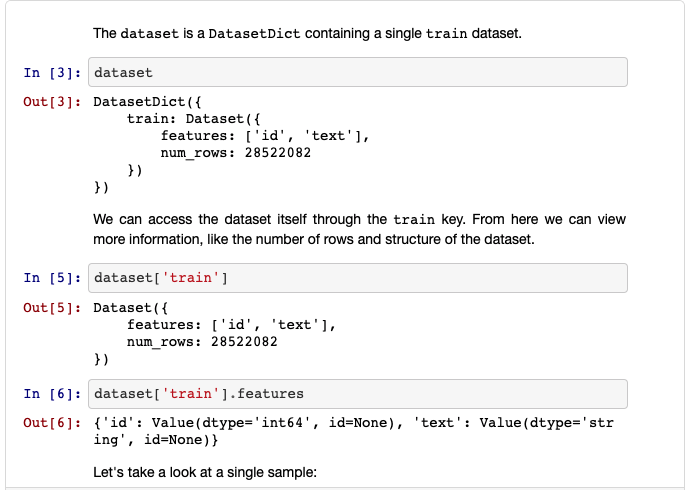 The dataset is a DatasetDict containing a single train dataset.
In [3]: dataset
Out[3]: DatasetDict({
    train: Dataset({
        features: ['id', 'text'],
        num_rows: 28522082
    })
})
We can access the dataset itself through the train key. From here we can view
more information, like the number of rows and structure of the dataset.
In [5]: dataset['train']
Out[5]: Dataset({
    features: ['id', 'text'],
    num_rows: 28522082
})
In [6]: dataset['train'].features
Out[6]: {'id': Value(dtype='int64', id=None), 'text': Value(dtype='str
ing', id=None)}
Let's take a look at a single sample: